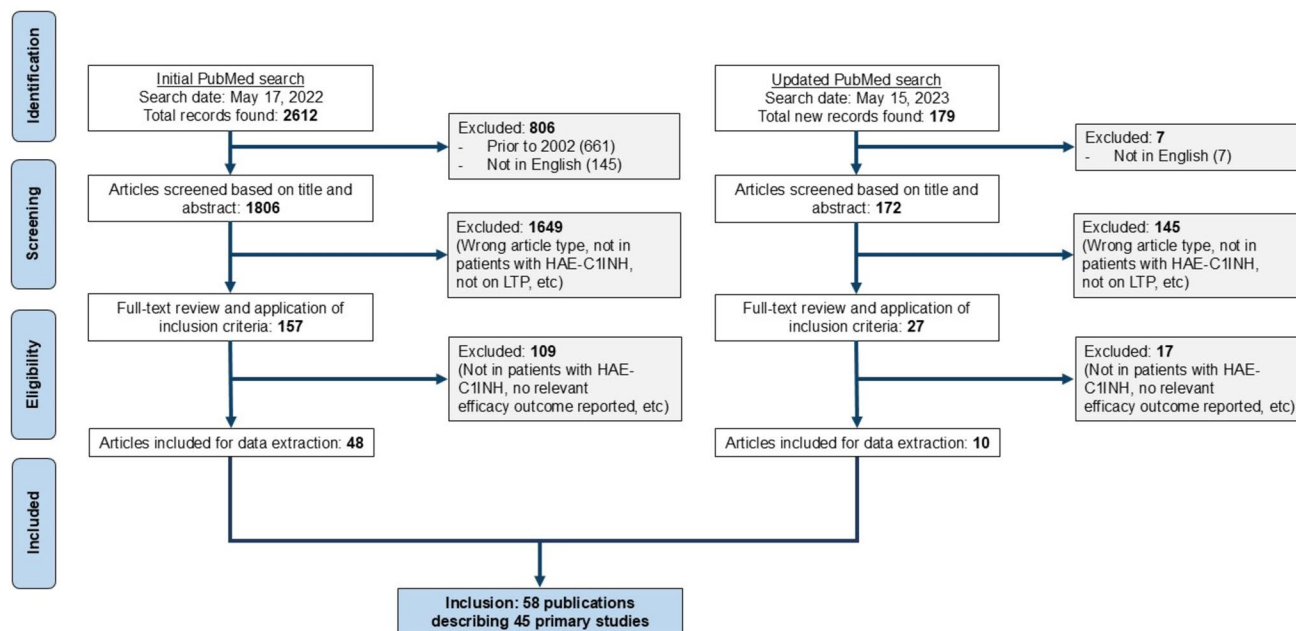 Identification
Initial PubMed search
Search date: May 17, 2022
Total records found: 2612
Excluded: 806
- Prior to 2002 (661)
- Not in English (145)
Updated PubMed search
Search date: May 15, 2023
Total new records found: 179
Excluded: 7
- Not in English (7)
Screening
Articles screened based on title and
abstract: 1806
Excluded: 1649
(Wrong article type, not in
patients with HAE-C1INH,
not on LTP, etc)
Articles screened based on title and
abstract: 172
Excluded: 145
(Wrong article type, not in
patients with HAE-C1INH,
not on LTP, etc)
Eligibility
Full-text review and application of
inclusion criteria: 157
Excluded: 109
(Not in patients with HAE-
C1INH, no relevant
efficacy outcome reported, etc)
Full-text review and application of
inclusion criteria: 27
Excluded: 17
(Not in patients with HAE-
C1INH, no relevant
efficacy outcome reported, etc)
Articles included for data extraction: 48
Articles included for data extraction: 10
Included
Inclusion: 58 publications
describing 45 primary studies